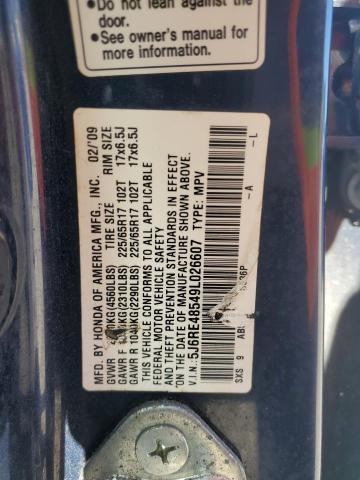 ●Do not lean against the
door.
●See owner's manual for
more information.
MFD. BY HONDA OF AMERICA MFG., INC. 02/'09
GVWR KG(4560LBS) TIRE SIZE RIM SIZE
GAWR F KG(2310LBS) 225/65R17 102T 17x6.5J
GAWR R 1040KG(2290LBS) 225/65R17 102T 17x6.5J
THIS VEHICLE CONFORMS TO ALL APPLICABLE
FEDERAL MOTOR VEHICLE SAFETY
AND THEFT PREVENTION STANDARDS IN EFFECT
ON THE DATE OF MANUFACTURE SHOWN ABOVE.
V.I.N.:5J6RE48549L026607 TYPE: MPV
SXS 9 -A -L